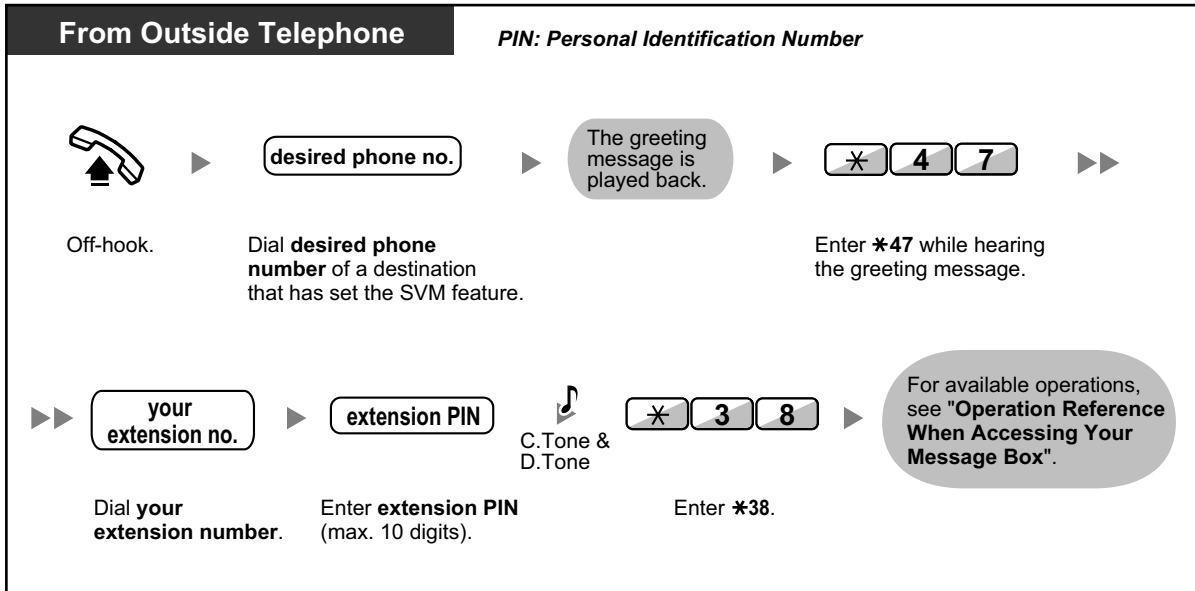 From Outside Telephone
PIN: Personal Identification Number
desired phone no.
The greeting
message is
played back.
* 4 7
Off-hook.
Dial desired phone
number of a destination
that has set the SVM feature.
Enter *47 while hearing
the greeting message.
your
extension no.
extension PIN
C.Tone &
D.Tone
* 3 8
For available operations,
see "Operation Reference
When Accessing Your
Message Box".
Dial your
extension number.
Enter extension PIN
(max. 10 digits).
Enter *38.